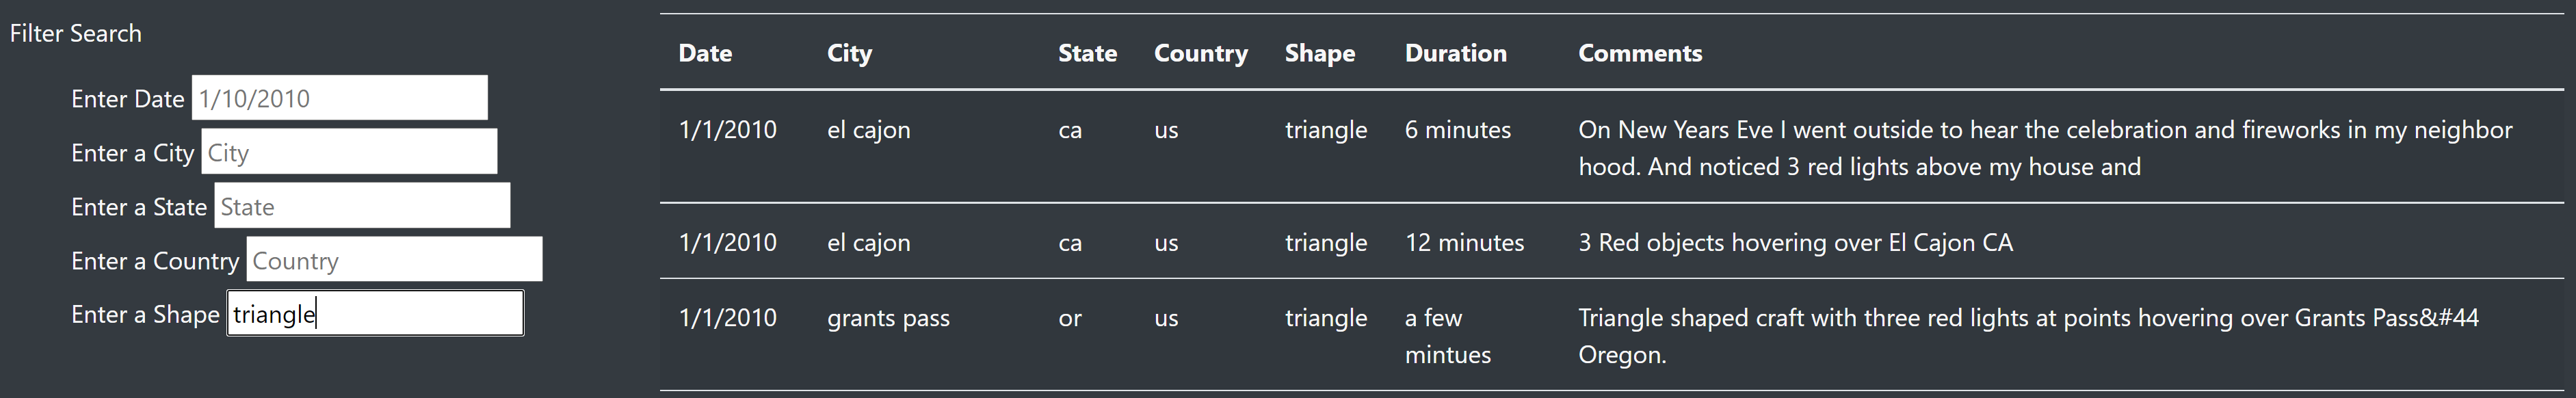 Filter Search
Enter Date 1/10/2010
Enter a City City
Enter a State State
Enter a Country Country
Enter a Shape triangle
Date City State Country Shape Duration Comments
1/1/2010 el cajon ca us triangle 6 minutes On New Years Eve I went outside to hear the celebration and fireworks in my neighbor
hood. And noticed 3 red lights above my house and
1/1/2010 el cajon ca us triangle 12 minutes 3 Red objects hovering over El Cajon CA
1/1/2010 grants pass or us triangle a few Triangle shaped craft with three red lights at points hovering over Grants Pass&#44
mintues Oregon.